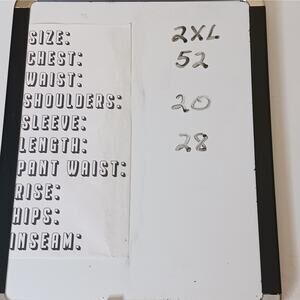 SIZE: 2XL
CHEST: 52
WAIST:
SHOULDERS: 20
SLEEVE:
LENGTH: 28
PANT WAIST:
RISE:
HIPS:
INSEAM: